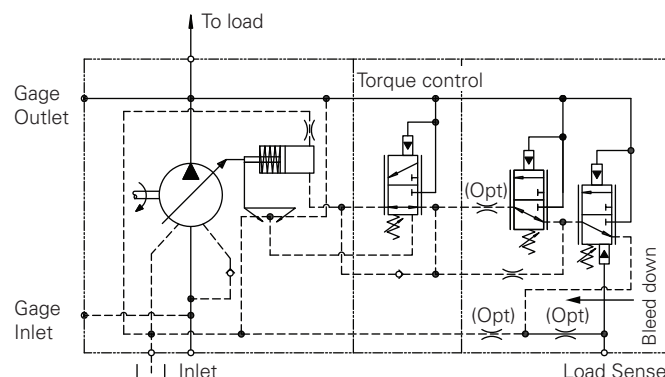 To load
Gage
Outlet
Torque control
(Opt)
Gage
Inlet
(Opt)
(Opt)
Bleed down
Inlet
Load Sense